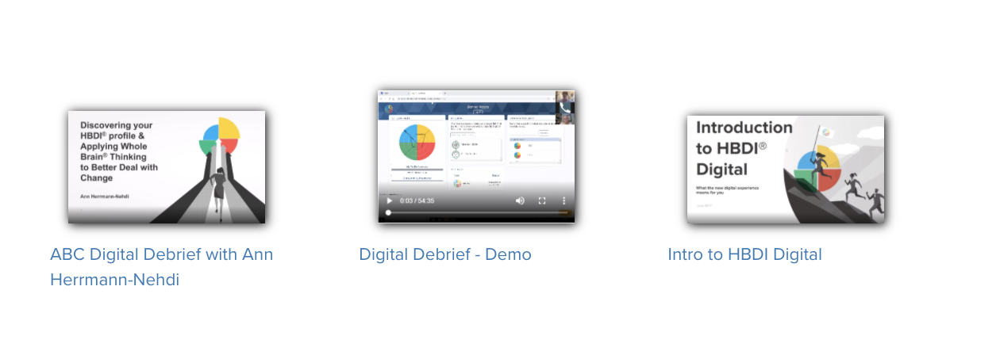 Discovering your
HBDI® profile &
Applying Whole
Brain® Thinking
to Better Deal with
Change
Ann Herrmann-Nehdi
ABC Digital Debrief with Ann
Herrmann-Nehdi
0:03 / 54:35
Digital Debrief - Demo
Introduction
to HBDI®
Digital
What the new digital experience
means for you
Intro to HBDI Digital